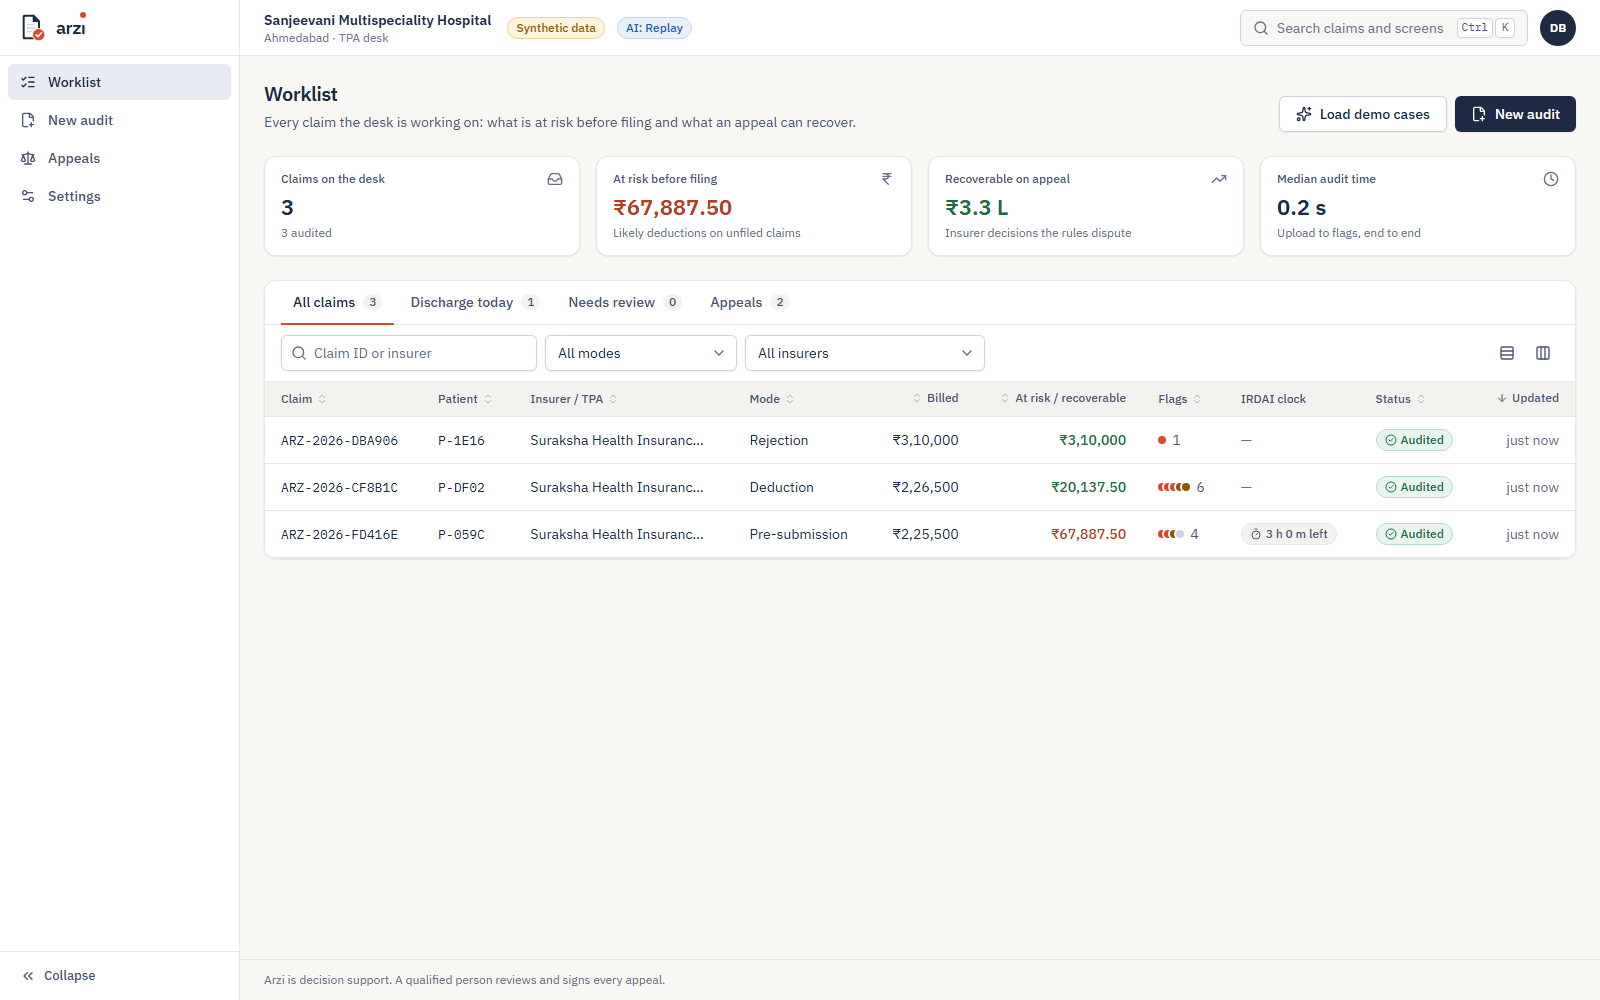 arzi
Sanjeevani Multispeciality Hospital
Ahmedabad · TPA desk
Synthetic data
AI: Replay
Search claims and screens
Ctrl K
DB
Worklist
New audit
Appeals
Settings
Worklist
Every claim the desk is working on: what is at risk before filing and what an appeal can recover.
Load demo cases
New audit
Claims on the desk
3
3 audited
At risk before filing
₹67,887.50
Likely deductions on unfiled claims
Recoverable on appeal
₹3.3 L
Insurer decisions the rules dispute
Median audit time
0.2 s
Upload to flags, end to end
All claims 3 Discharge today 1 Needs review 0 Appeals 2
Claim ID or insurer All modes All insurers
Claim Patient Insurer / TPA Mode Billed At risk / recoverable Flags IRDAI clock Status Updated
ARZ-2026-DBA906 P-1E16 Suraksha Health Insuranc... Rejection ₹3,10,000 ₹3,10,000 1 — Audited just now
ARZ-2026-CF8B1C P-DF02 Suraksha Health Insuranc... Deduction ₹2,26,500 ₹20,137.50 6 — Audited just now
ARZ-2026-FD416E P-059C Suraksha Health Insuranc... Pre-submission ₹2,25,500 ₹67,887.50 4 3 h 0 m left Audited just now
Collapse
Arzi is decision support. A qualified person reviews and signs every appeal.